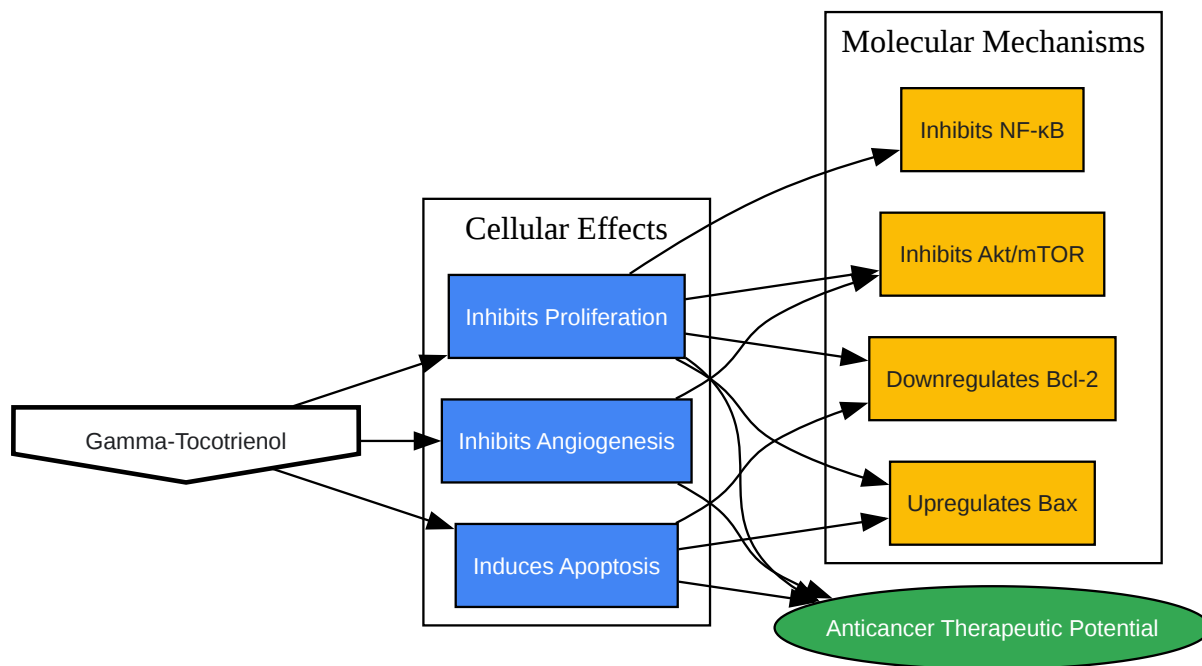 Gamma-Tocotrienol
Cellular Effects
Inhibits Proliferation
Inhibits Angiogenesis
Induces Apoptosis
Molecular Mechanisms
Inhibits NF-κB
Inhibits Akt/mTOR
Downregulates Bcl-2
Upregulates Bax
Anticancer Therapeutic Potential